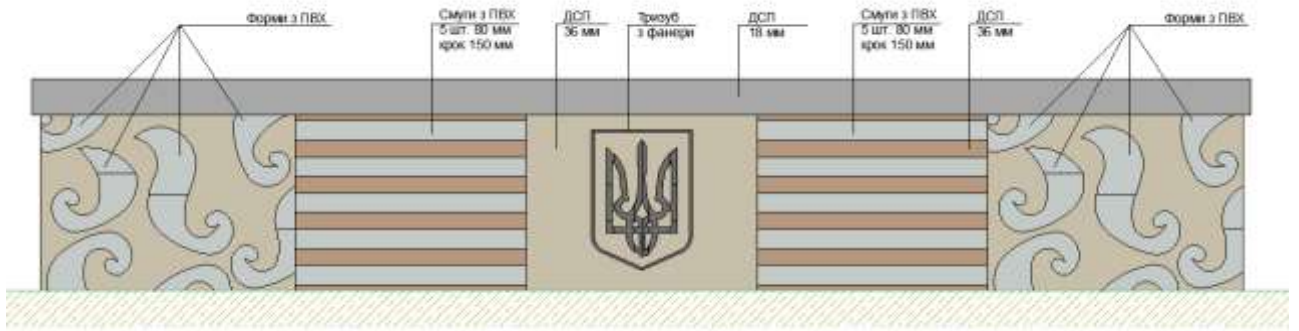 Форми з ПВХ
Смуги з ПВХ
5 шт. 80 мм
крок 150 мм
ДСП
36 мм
Тризуб
з фанери
ДСП
18 мм
Смуги з ПВХ
5 шт. 80 мм
крок 150 мм
ДСП
36 мм
Форми з ПВХ